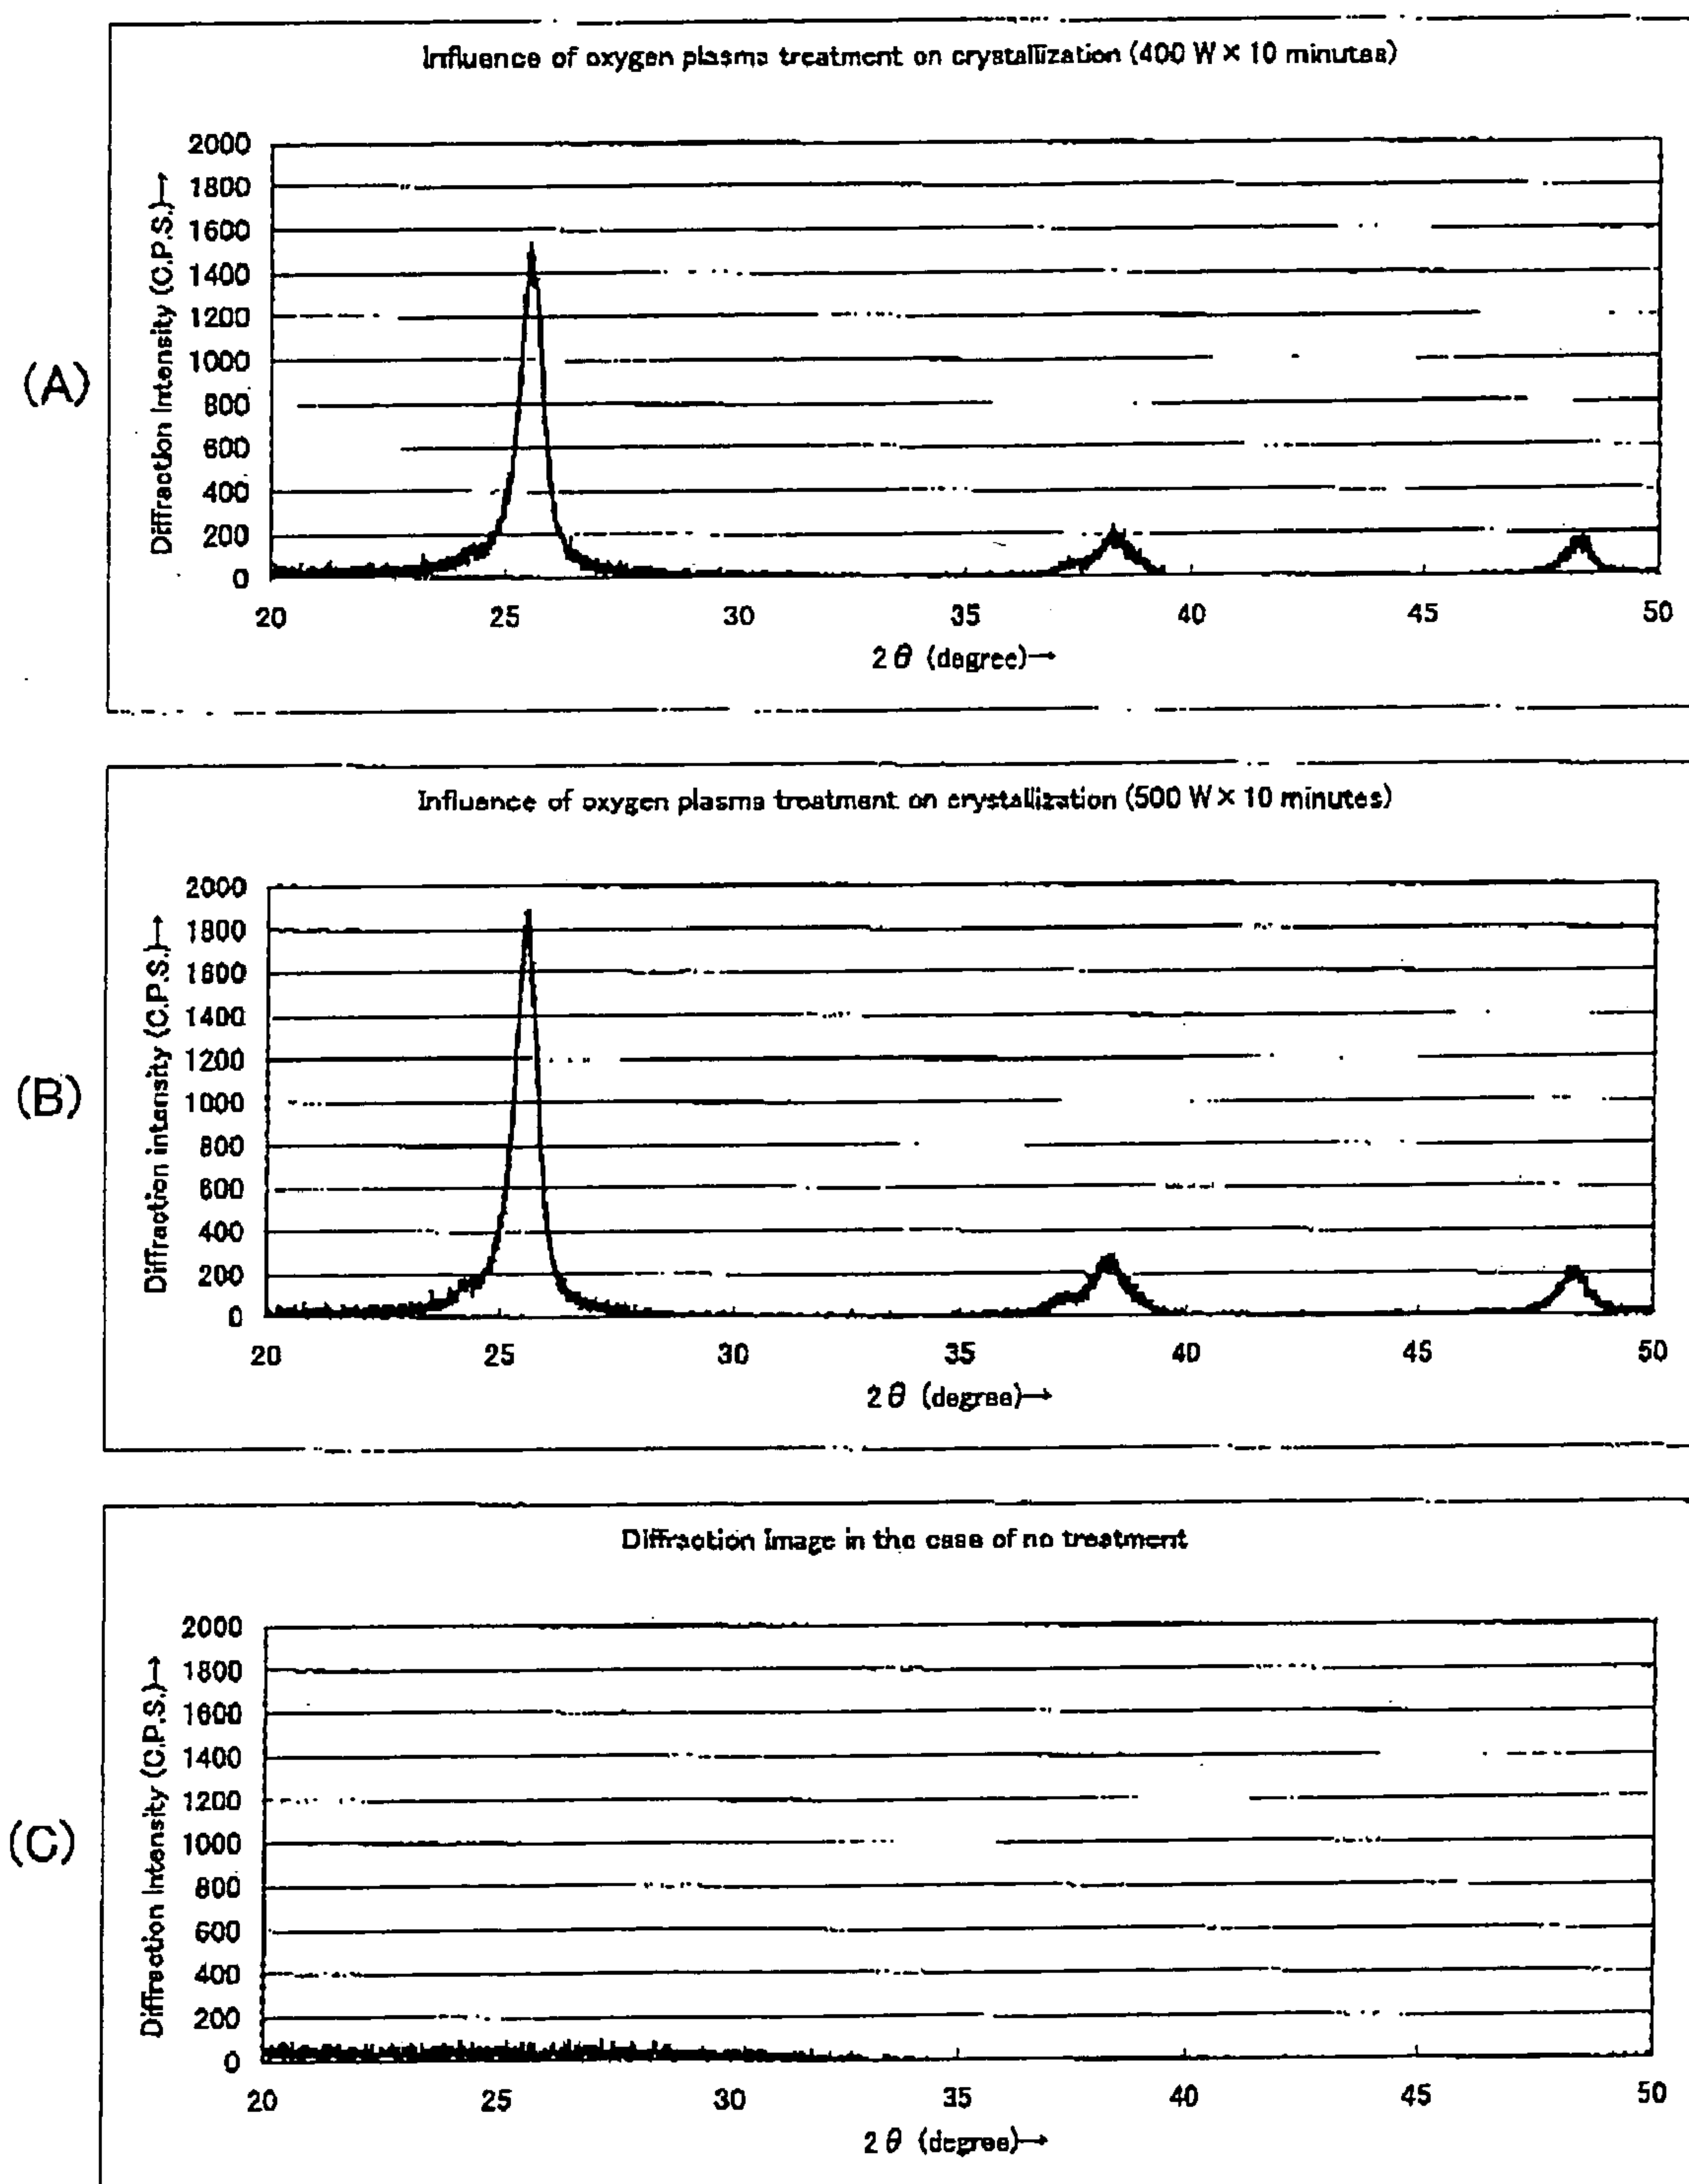 Influence of oxygen plasma treatment on crystallization (400 W × 10 minutes)
(A)
Diffraction Intensity (C.P.S.)→
2000
1800
1600
1400
1200
1000
800
600
400
200
0
20 25 30 35 40 45 50
2θ (degree)→
Influence of oxygen plasma treatment on crystallization (500 W × 10 minutes)
(B)
Diffraction intensity (C.P.S.)→
2000
1800
1600
1400
1200
1000
800
600
400
200
0
20 25 30 35 40 45 50
2θ (degree)→
Diffraction Image in the case of no treatment
(C)
Diffraction Intensity (C.P.S.)→
2000
1800
1600
1400
1200
1000
800
600
400
200
0
20 25 30 35 40 45 50
2θ (degree)→